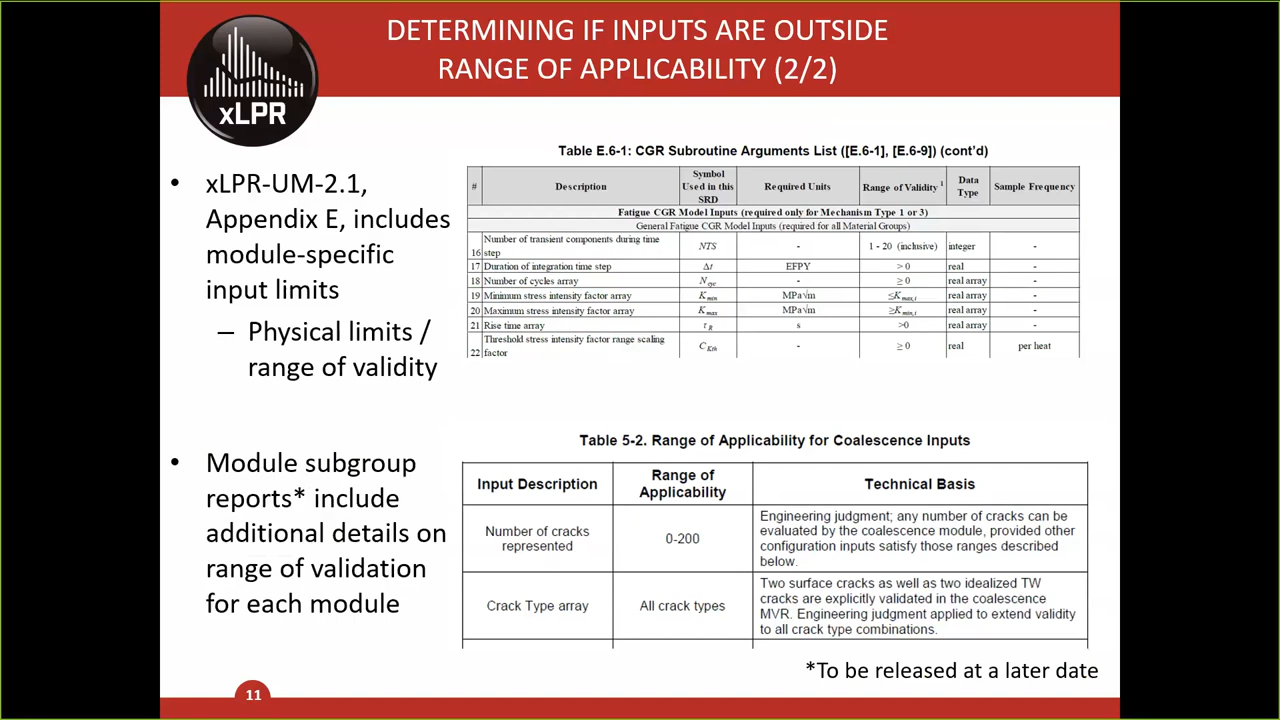 DETERMINING IF INPUTS ARE OUTSIDE
RANGE OF APPLICABILITY (2/2)
xLPR
• xLPR-UM-2.1,
Appendix E, includes
module-specific
input limits
– Physical limits /
range of validity
• Module subgroup
reports* include
additional details on
range of validation
for each module
Table E.6-1: CGR Subroutine Arguments List ([E.6-1], [E.6-9]) (cont'd)
# Description Symbol Used in this SRD Required Units Range of Validity 1 Data Type Sample Frequency
Fatigue CGR Model Inputs (required only for Mechanism Type 1 or 3)
General Fatigue CGR Model Inputs (required for all Material Groups)
16 Number of transient components during time step NTS - 1 - 20 (inclusive) integer -
17 Duration of integration time step Δt EFPY > 0 real -
18 Number of cycles array Ncyc - ≥ 0 real array -
19 Minimum stress intensity factor array Kmin MPa√m ≤Kmax,i real array -
20 Maximum stress intensity factor array Kmax MPa√m ≥Kmin,i real array -
21 Rise time array tR s >0 real array -
22 Threshold stress intensity factor range scaling factor CKth - ≥ 0 real per heat
Table 5-2. Range of Applicability for Coalescence Inputs
Input Description Range of Applicability Technical Basis
Number of cracks represented 0-200 Engineering judgment; any number of cracks can be
evaluated by the coalescence module, provided other
configuration inputs satisfy those ranges described
below.
Crack Type array All crack types Two surface cracks as well as two idealized TW
cracks are explicitly validated in the coalescence
MVR. Engineering judgment applied to extend validity
to all crack type combinations.
*To be released at a later date
11